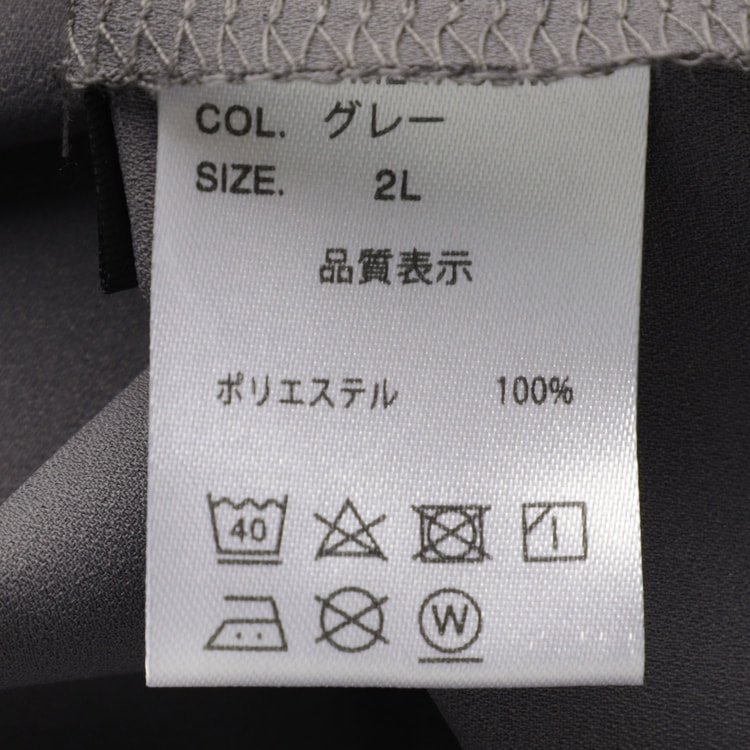 COL. グレー
SIZE. 2L
品質表示
ポリエステル 100%
40
W